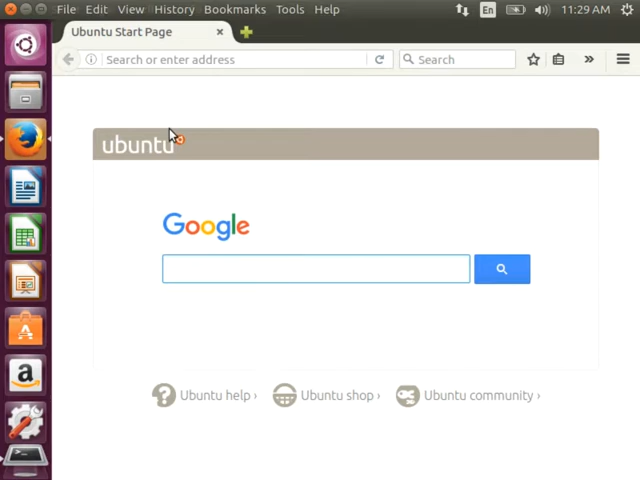 File Edit View History Bookmarks Tools Help En 11:29 AM
Ubuntu Start Page
Search or enter address Search
ubuntu
Google
Ubuntu help › Ubuntu shop › Ubuntu community ›